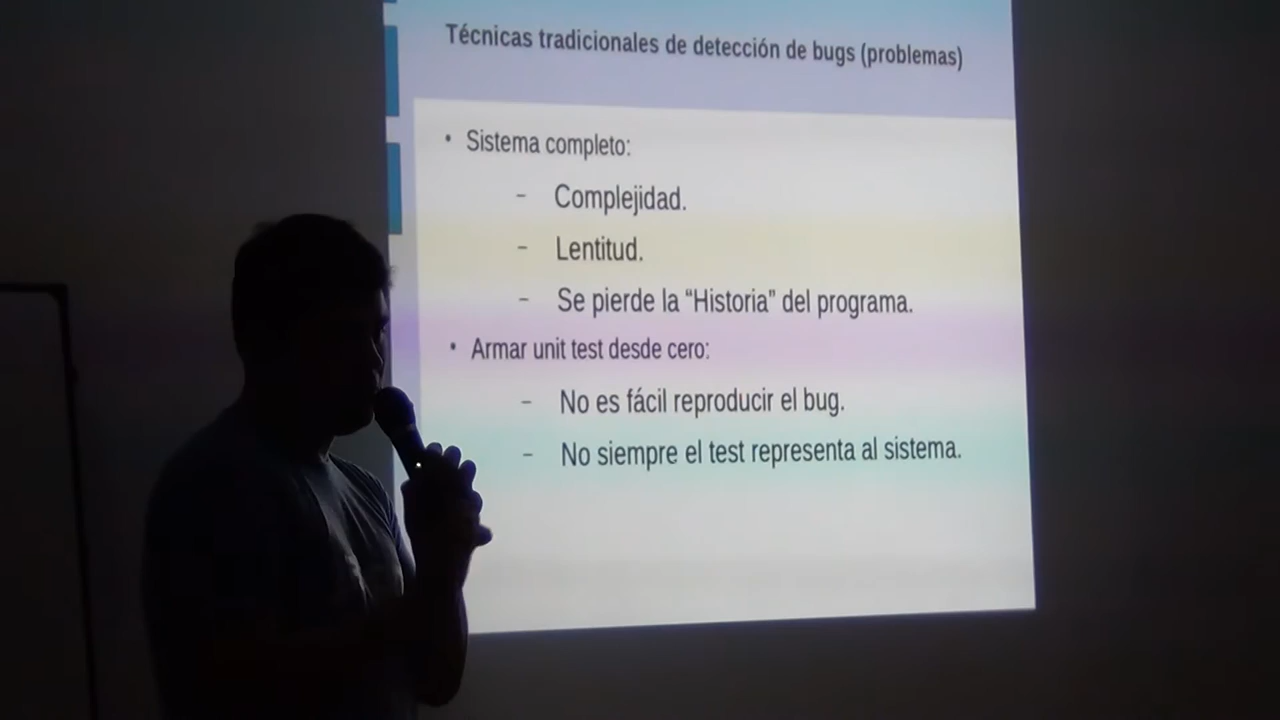 Técnicas tradicionales de detección de bugs (problemas)
• Sistema completo:
– Complejidad.
– Lentitud.
– Se pierde la “Historia” del programa.
• Armar unit test desde cero:
– No es fácil reproducir el bug.
– No siempre el test representa al sistema.